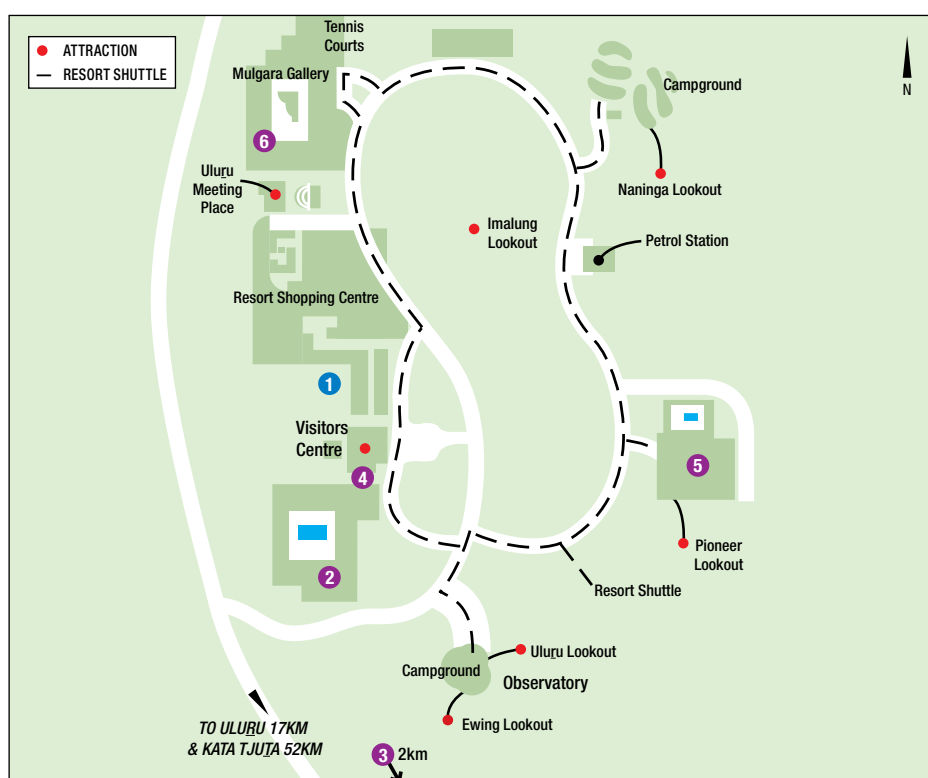 ATTRACTION
RESORT SHUTTLE
Tennis
Courts
Mulgara Gallery
Campground
N
6
Uluṟu
Meeting
Place
Naninga Lookout
Imalung
Lookout
Petrol Station
Resort Shopping Centre
1
Visitors
Centre
4
5
2
Pioneer
Lookout
Resort Shuttle
Uluṟu Lookout
Campground
Observatory
Ewing Lookout
TO ULUṞU 17KM
& KATA TJUṮA 52KM
3 2km